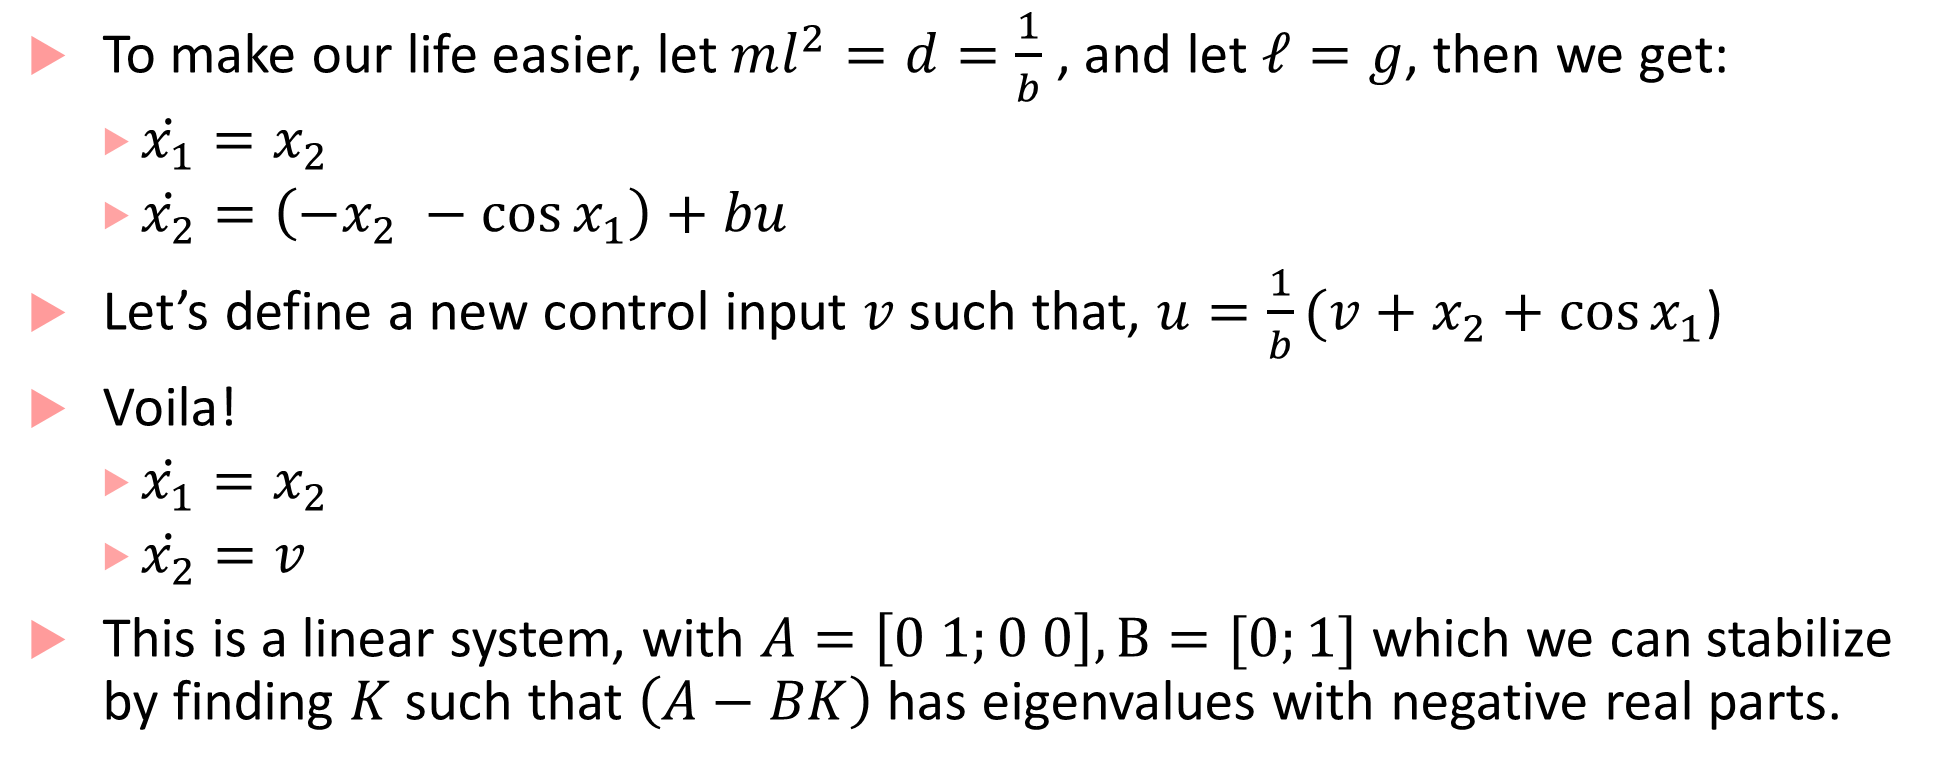 To make our life easier, let 𝑚𝑙² = 𝑑 = 1/𝑏 , and let ℓ = 𝑔, then we get:
𝑥̇₁ = 𝑥₂
𝑥̇₂ = (−𝑥₂ − cos 𝑥₁) + 𝑏𝑢
Let’s define a new control input 𝑣 such that, 𝑢 = 1/𝑏 (𝑣 + 𝑥₂ + cos 𝑥₁)
Voila!
𝑥̇₁ = 𝑥₂
𝑥̇₂ = 𝑣
This is a linear system, with 𝐴 = [0 1; 0 0], B = [0; 1] which we can stabilize
by finding 𝐾 such that (𝐴 − 𝐵𝐾) has eigenvalues with negative real parts.